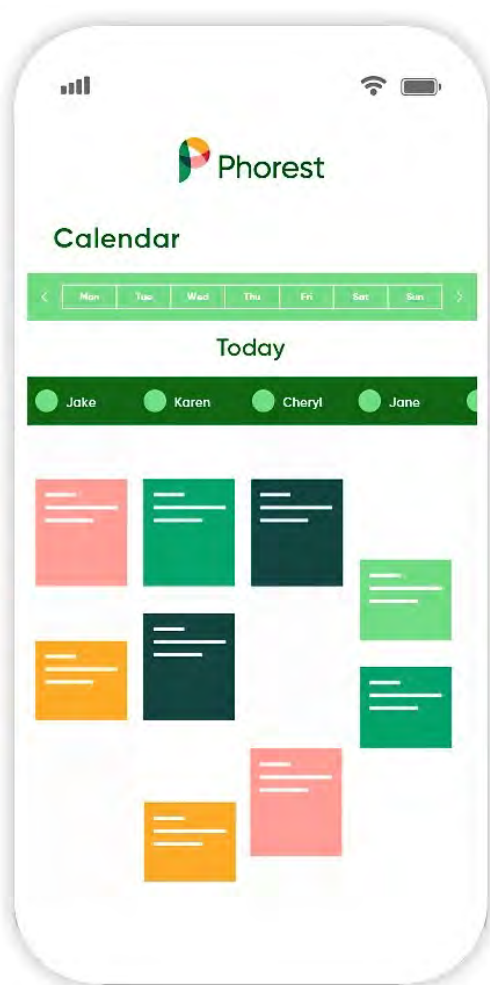 Phorest
Calendar
Mon Tue Wed Thu Fri Sat Sun
Today
Jake Karen Cheryl Jane